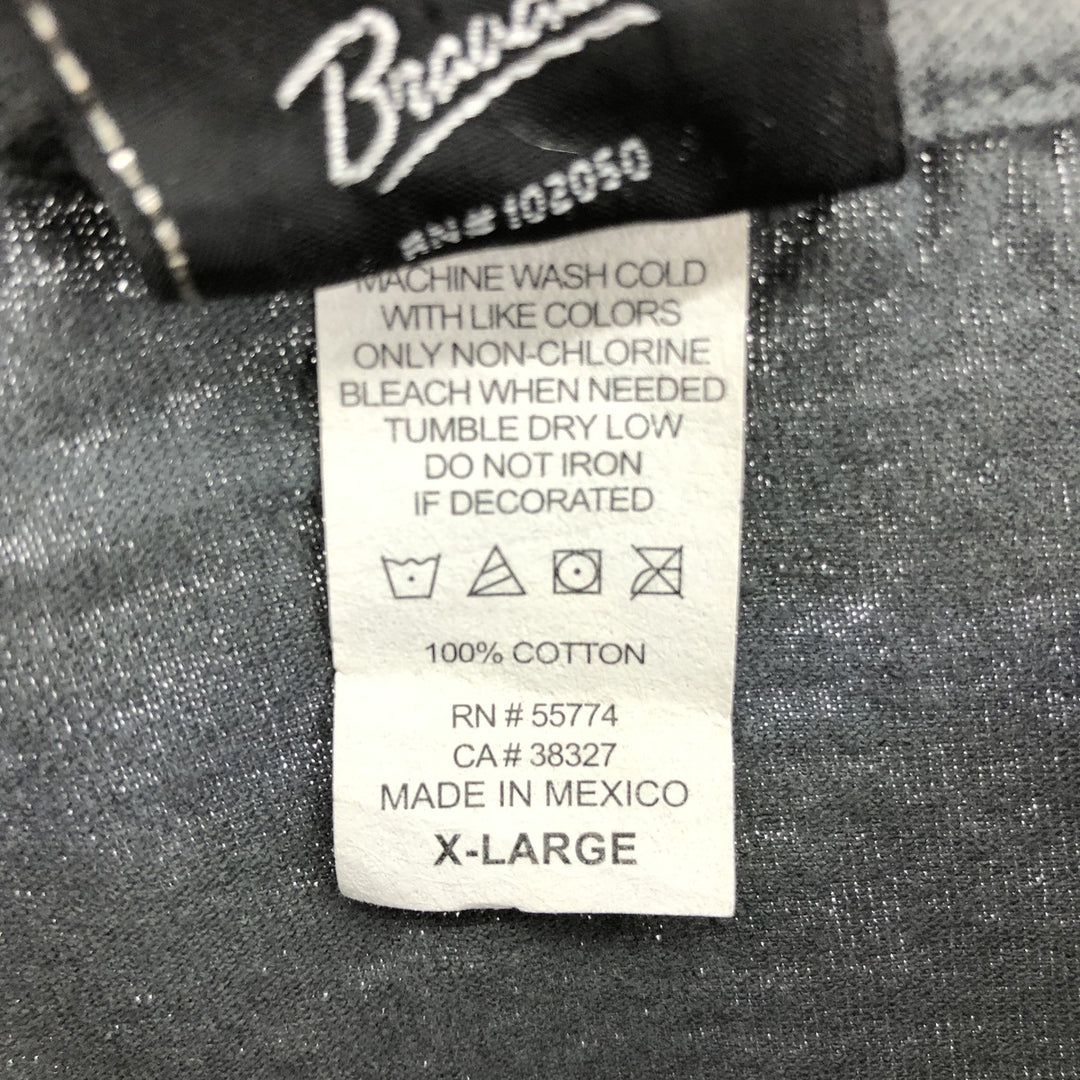 RN#102050
MACHINE WASH COLD
WITH LIKE COLORS
ONLY NON-CHLORINE
BLEACH WHEN NEEDED
TUMBLE DRY LOW
DO NOT IRON
IF DECORATED
100% COTTON
RN # 55774
CA # 38327
MADE IN MEXICO
X-LARGE